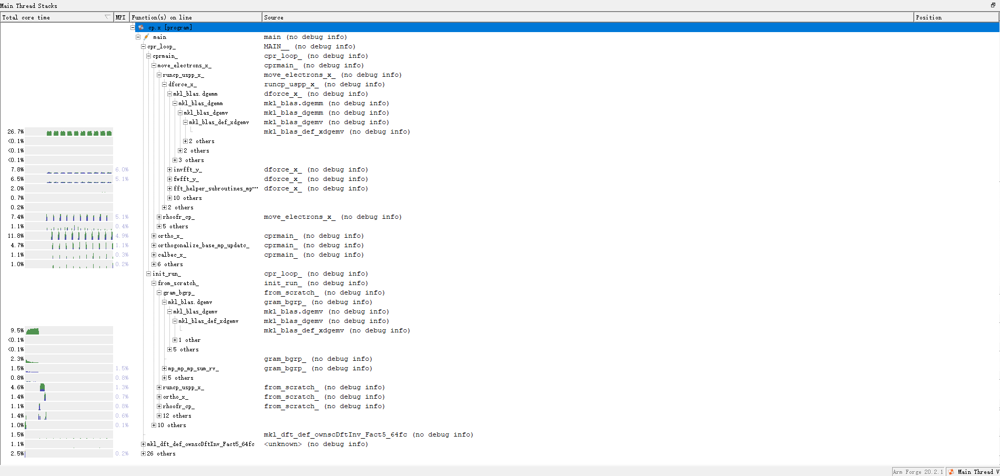 Main Thread Stacks
Total core time MPI Function(s) on line Source Position
cp.x [program]
main main (no debug info)
cpr_loop_ MAIN__ (no debug info)
cprmain_ cpr_loop_ (no debug info)
move_electrons_x_ cprmain_ (no debug info)
runcp_uspp_x_ move_electrons_x_ (no debug info)
dforce_x_ runcp_uspp_x_ (no debug info)
mkl_blas.dgemm dforce_x_ (no debug info)
mkl_blas_dgemm mkl_blas.dgemm (no debug info)
mkl_blas_dgemv mkl_blas_dgemm (no debug info)
mkl_blas_def_xdgemv mkl_blas_dgemv (no debug info)
26.7% mkl_blas_def_xdgemv (no debug info)
<0.1% 2 others
<0.1% 2 others
<0.1% 3 others
7.8% 6.0% invfft_y_ dforce_x_ (no debug info)
6.5% 5.1% fwfft_y_ dforce_x_ (no debug info)
2.0% fft_helper_subroutines_mp··· dforce_x_ (no debug info)
0.7% 10 others
0.2% 2 others
7.4% 5.1% rhoofr_cp_ move_electrons_x_ (no debug info)
1.1% 0.4% 5 others
11.8% 4.9% ortho_x_ cprmain_ (no debug info)
4.7% 1.1% orthogonalize_base_mp_updatc_ cprmain_ (no debug info)
1.1% 0.3% calbec_x_ cprmain_ (no debug info)
1.0% 0.2% 6 others
init_run_ cpr_loop_ (no debug info)
from_scratch_ init_run_ (no debug info)
gram_bgrp_ from_scratch_ (no debug info)
mkl_blas.dgemv gram_bgrp_ (no debug info)
mkl_blas_dgemv mkl_blas.dgemv (no debug info)
mkl_blas_def_xdgemv mkl_blas_dgemv (no debug info)
9.5% mkl_blas_def_xdgemv (no debug info)
<0.1% 1 other
<0.1% 5 others
2.3% gram_bgrp_ (no debug info)
1.5% 1.5% mp_mp_mp_sum_rv_ gram_bgrp_ (no debug info)
0.8% 0.8% 5 others
4.6% 1.3% runcp_uspp_x_ from_scratch_ (no debug info)
1.4% 0.7% ortho_x_ from_scratch_ (no debug info)
1.1% 0.8% rhoofr_cp_ from_scratch_ (no debug info)
1.4% 0.6% 12 others
1.0% 0.1% 10 others
1.5% mkl_dft_def_ownscDftInv_Fact5_64fc (no debug info)
1.1% mkl_dft_def_ownscDftInv_Fact5_64fc <unknown> (no debug info)
2.5% 0.2% 26 others
Arm Forge 20.2.1 Main Thread V